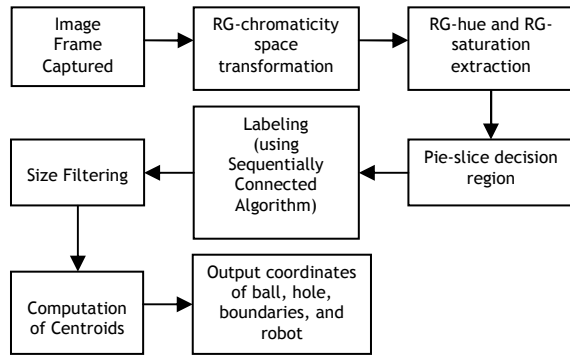 Image
Frame
Captured
RG-chromaticity
space
transformation
RG-hue and RG-
saturation
extraction
Pie-slice decision
region
Labeling
(using
Sequentially
Connected
Algorithm)
Size Filtering
Computation
of Centroids
Output coordinates
of ball, hole,
boundaries, and
robot